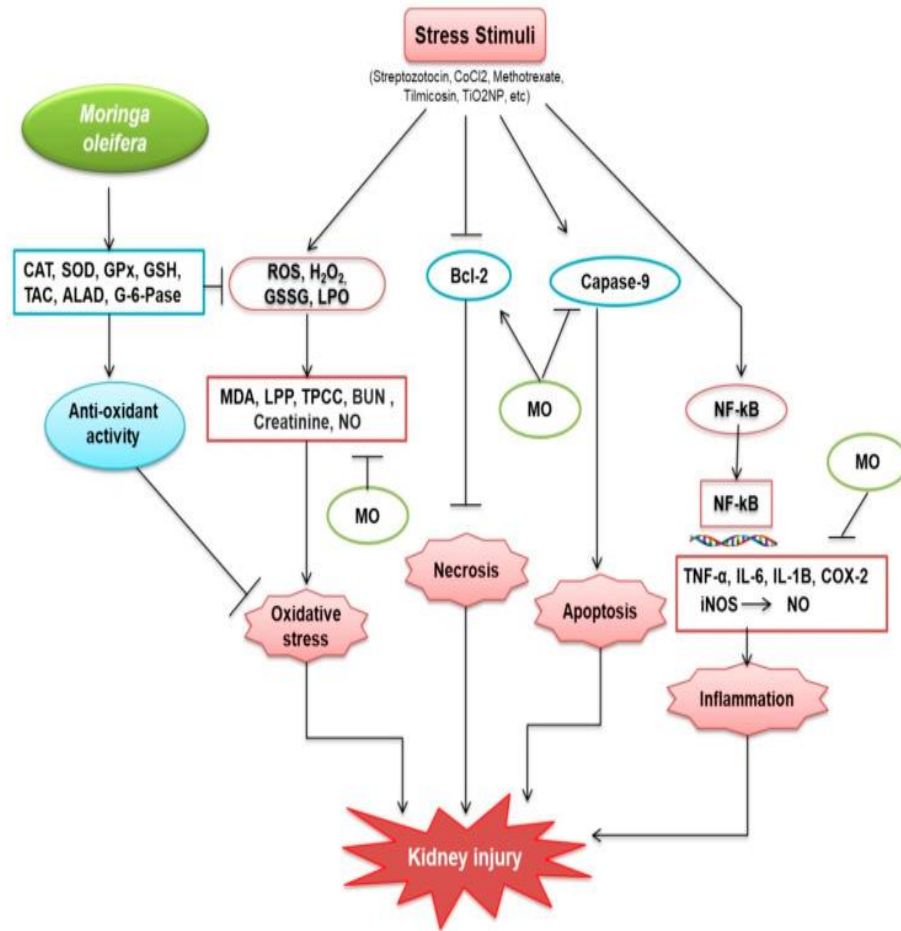 Stress Stimuli
(Streptozotocin, CoCl2, Methotrexate,
Tilmicosin, TiO2NP, etc)
Moringa
oleifera
CAT, SOD, GPx, GSH,
TAC, ALAD, G-6-Pase
ROS, H₂O₂,
GSSG, LPO
Bcl-2
Capase-9
Anti-oxidant
activity
MDA, LPP, TPCC, BUN ,
Creatinine, NO
MO
NF-kB
MO
MO
NF-kB
Necrosis
TNF-α, IL-6, IL-1B, COX-2
iNOS NO
Oxidative
stress
Apoptosis
Inflammation
Kidney injury